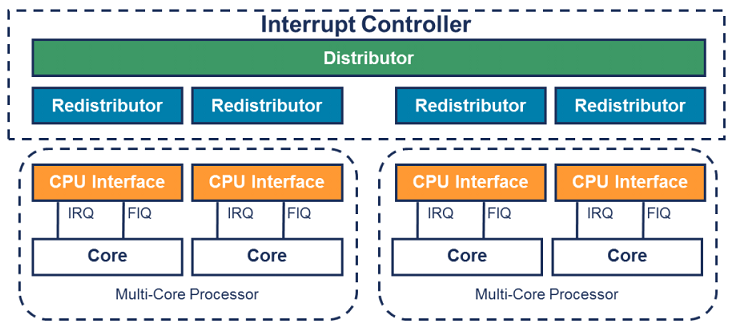 Interrupt Controller
Distributor
Redistributor Redistributor Redistributor Redistributor
CPU Interface CPU Interface CPU Interface CPU Interface
IRQ FIQ IRQ FIQ IRQ FIQ IRQ FIQ
Core Core Core Core
Multi-Core Processor Multi-Core Processor